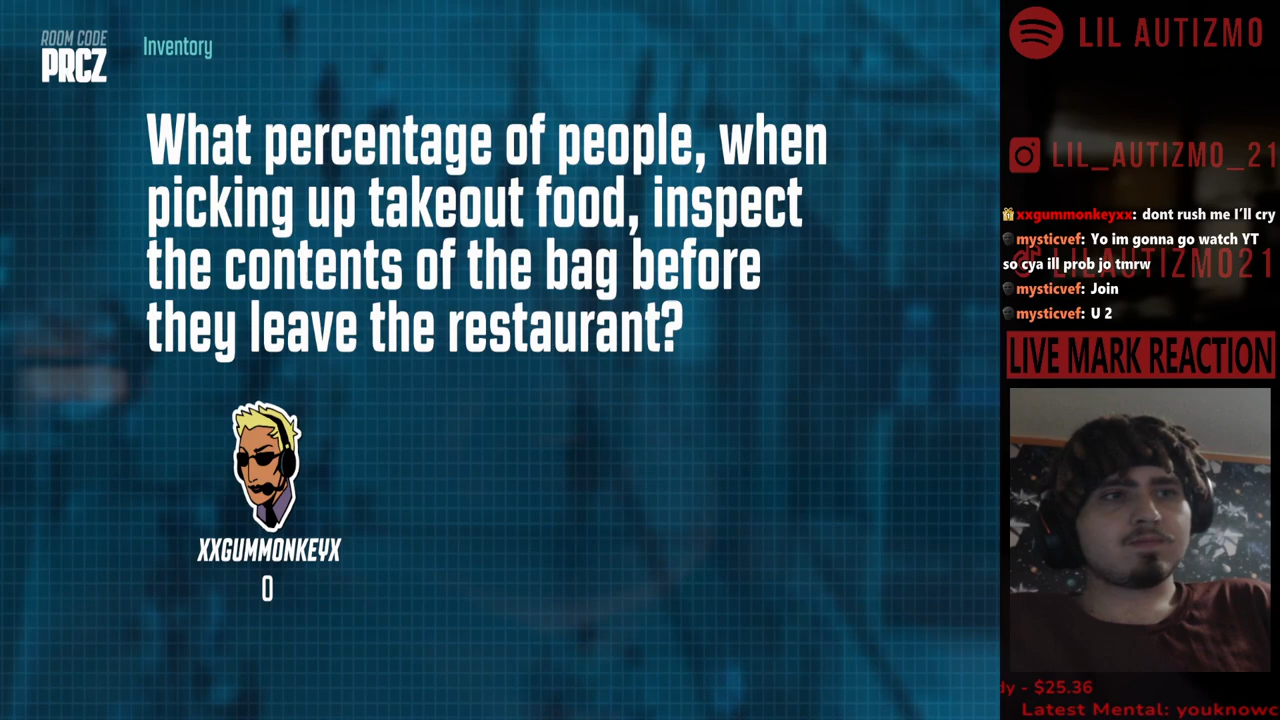 ROOM CODE
PRCZ
Inventory
What percentage of people, when
picking up takeout food, inspect
the contents of the bag before
they leave the restaurant?
XXGUMMONKEYX
0
LIL AUTIZMO
LIL_AUTIZMO_21
xxgummonkeyxx: dont rush me I'll cry
mysticvef: Yo im gonna go watch YT
so cya ill prob jo tmrw
LILAUTIZMO21
mysticvef: Join
mysticvef: U 2
LIVE MARK REACTION
dy - $25.36
Latest Mental: youknowc